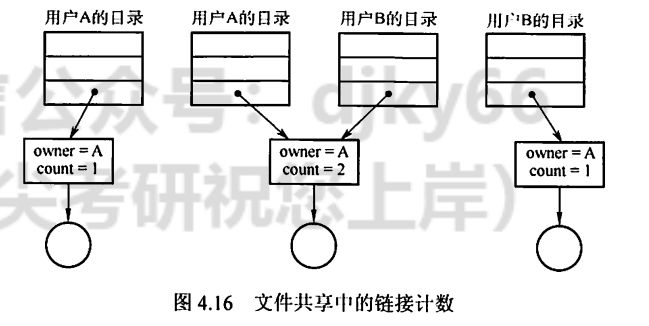 用户A的目录 用户A的目录 用户B的目录 用户B的目录
信公众号：djky66
owner = A owner = A owner = A
count = 1 count = 2 count = 1
尖考研祝您上岸）
图 4.16 文件共享中的链接计数